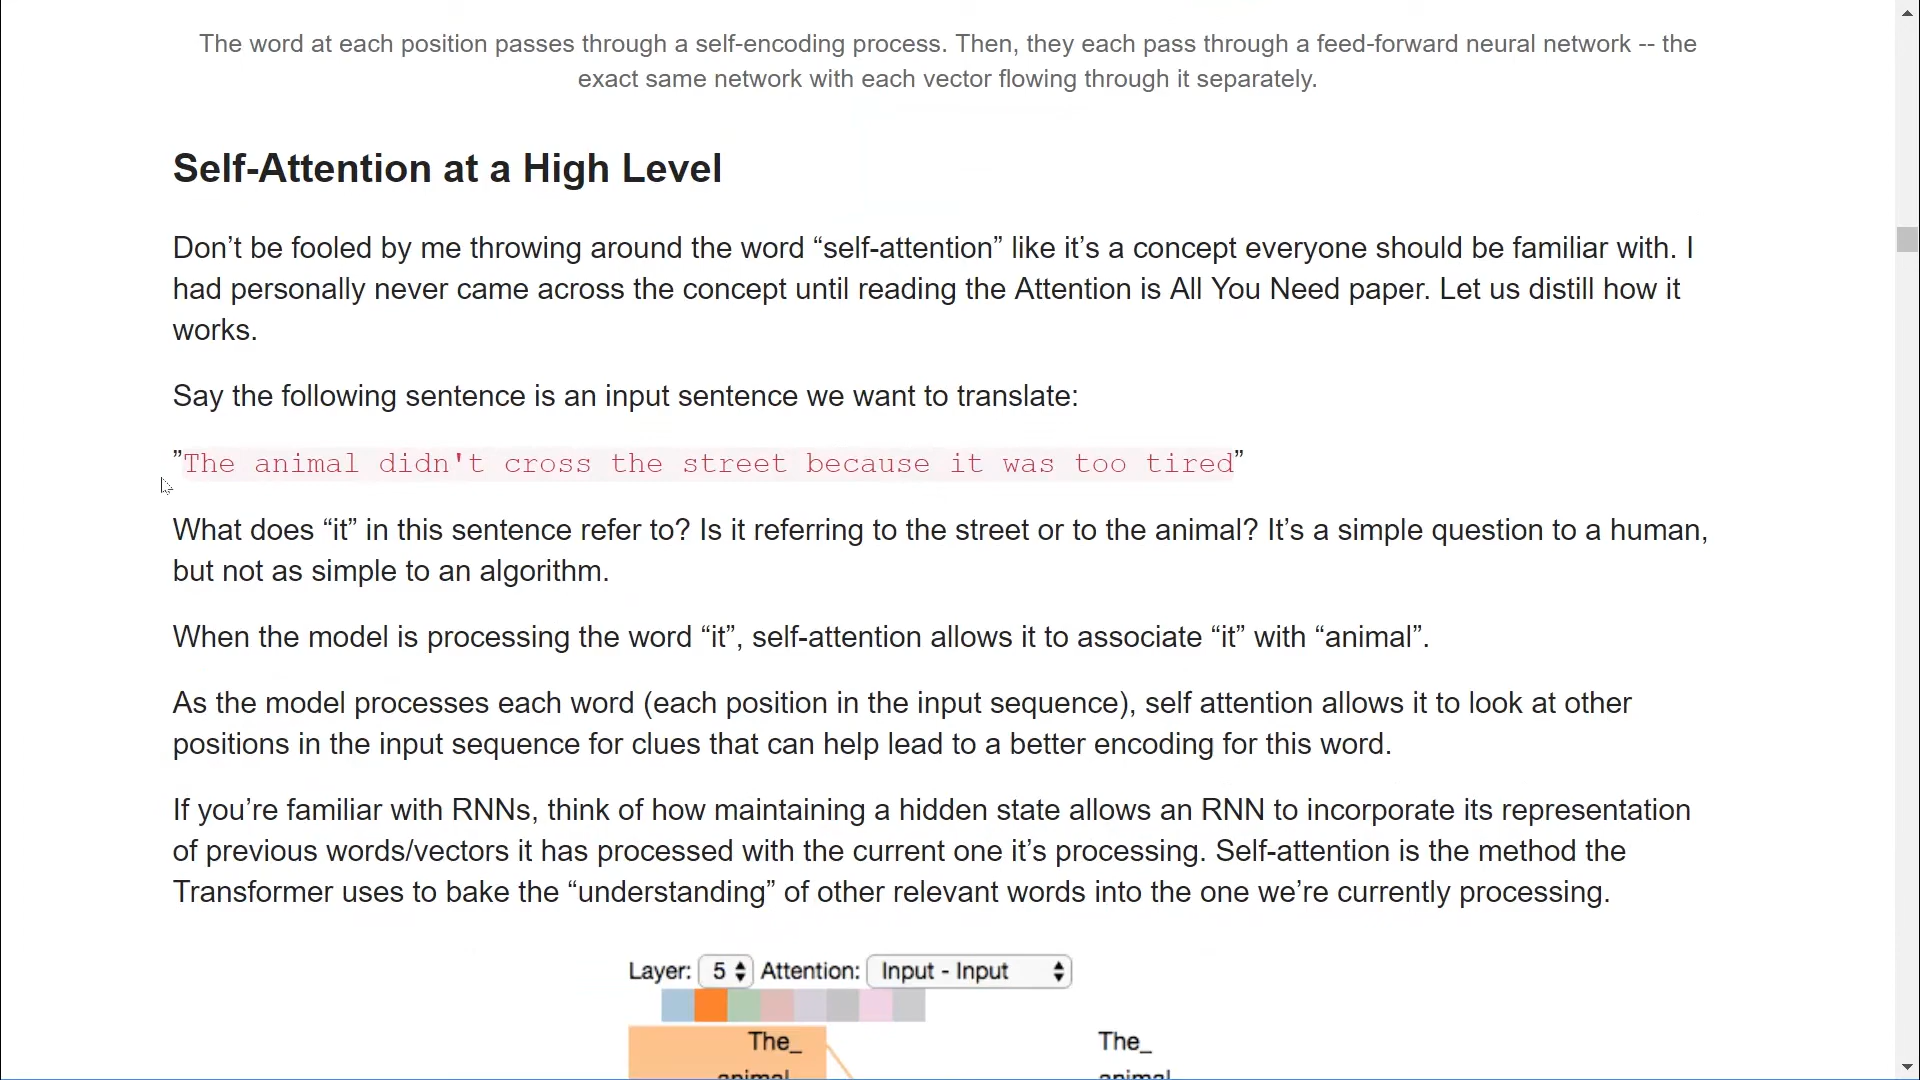 The word at each position passes through a self-encoding process. Then, they each pass through a feed-forward neural network -- the
exact same network with each vector flowing through it separately.
Self-Attention at a High Level
Don’t be fooled by me throwing around the word “self-attention” like it’s a concept everyone should be familiar with. I
had personally never came across the concept until reading the Attention is All You Need paper. Let us distill how it
works.
Say the following sentence is an input sentence we want to translate:
”The animal didn't cross the street because it was too tired”
What does “it” in this sentence refer to? Is it referring to the street or to the animal? It’s a simple question to a human,
but not as simple to an algorithm.
When the model is processing the word “it”, self-attention allows it to associate “it” with “animal”.
As the model processes each word (each position in the input sequence), self attention allows it to look at other
positions in the input sequence for clues that can help lead to a better encoding for this word.
If you’re familiar with RNNs, think of how maintaining a hidden state allows an RNN to incorporate its representation
of previous words/vectors it has processed with the current one it’s processing. Self-attention is the method the
Transformer uses to bake the “understanding” of other relevant words into the one we’re currently processing.
Layer: 5 Attention: Input - Input
The_ The_
animal animal